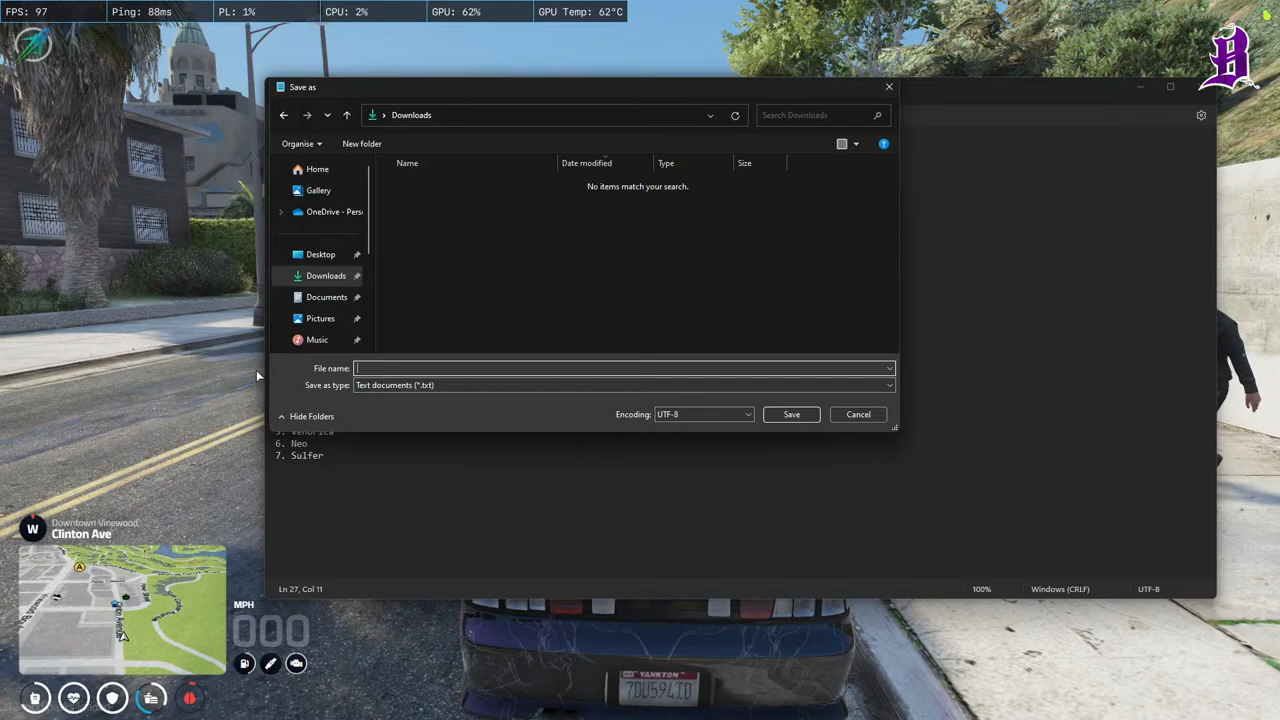 FPS: 97
Ping: 88ms
PL: 1%
CPU: 2%
GPU: 62%
GPU Temp: 62°C
B
Save as
Downloads
Search Downloads
Organise
New folder
Home
Gallery
OneDrive - Pers
Desktop
Downloads
Documents
Pictures
Music
Name
Date modified
Type
Size
No items match your search.
File name:
Save as type:
Text documents (*.txt)
Hide Folders
Encoding:
UTF-8
Save
Cancel
6. Neo
7. Sulfer
Ln 27, Col 11
100%
Windows (CRLF)
UTF-8
W
Downtown Vinewood
Clinton Ave
A
MPH
000
YANKTON
7DU594ID